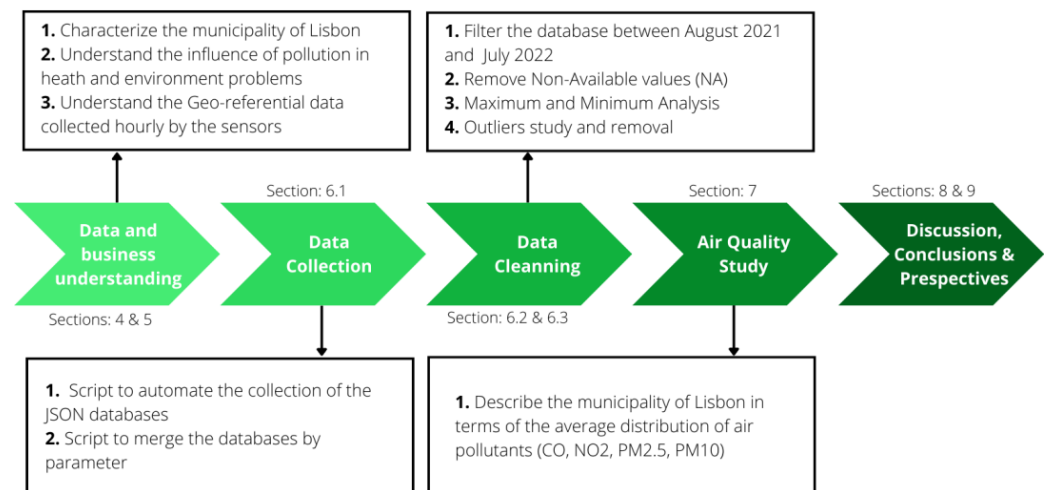 1. Characterize the municipality of Lisbon
2. Understand the influence of pollution in
heath and environment problems
3. Understand the Geo-referential data
collected hourly by the sensors
1. Filter the database between August 2021
and July 2022
2. Remove Non-Available values (NA)
3. Maximum and Minimum Analysis
4. Outliers study and removal
Section: 6.1
Section: 7
Sections: 8 & 9
Data and
business
understanding
Data
Collection
Data
Cleanning
Air Quality
Study
Discussion,
Conclusions &
Prespectives
Sections: 4 & 5
Section: 6.2 & 6.3
1. Script to automate the collection of the
JSON databases
2. Script to merge the databases by
parameter
1. Describe the municipality of Lisbon in
terms of the average distribution of air
pollutants (CO, NO2, PM2.5, PM10)